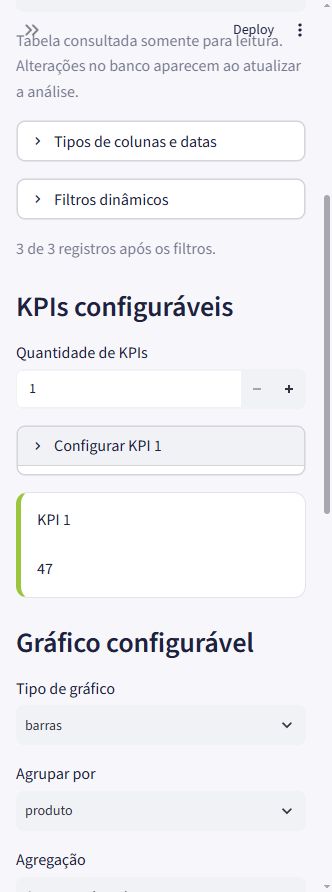 Deploy
Tabela consultada somente para leitura.
Alterações no banco aparecem ao atualizar
a análise.
Tipos de colunas e datas
Filtros dinâmicos
3 de 3 registros após os filtros.
KPIs configuráveis
Quantidade de KPIs
1
Configurar KPI 1
KPI 1
47
Gráfico configurável
Tipo de gráfico
barras
Agrupar por
produto
Agregação